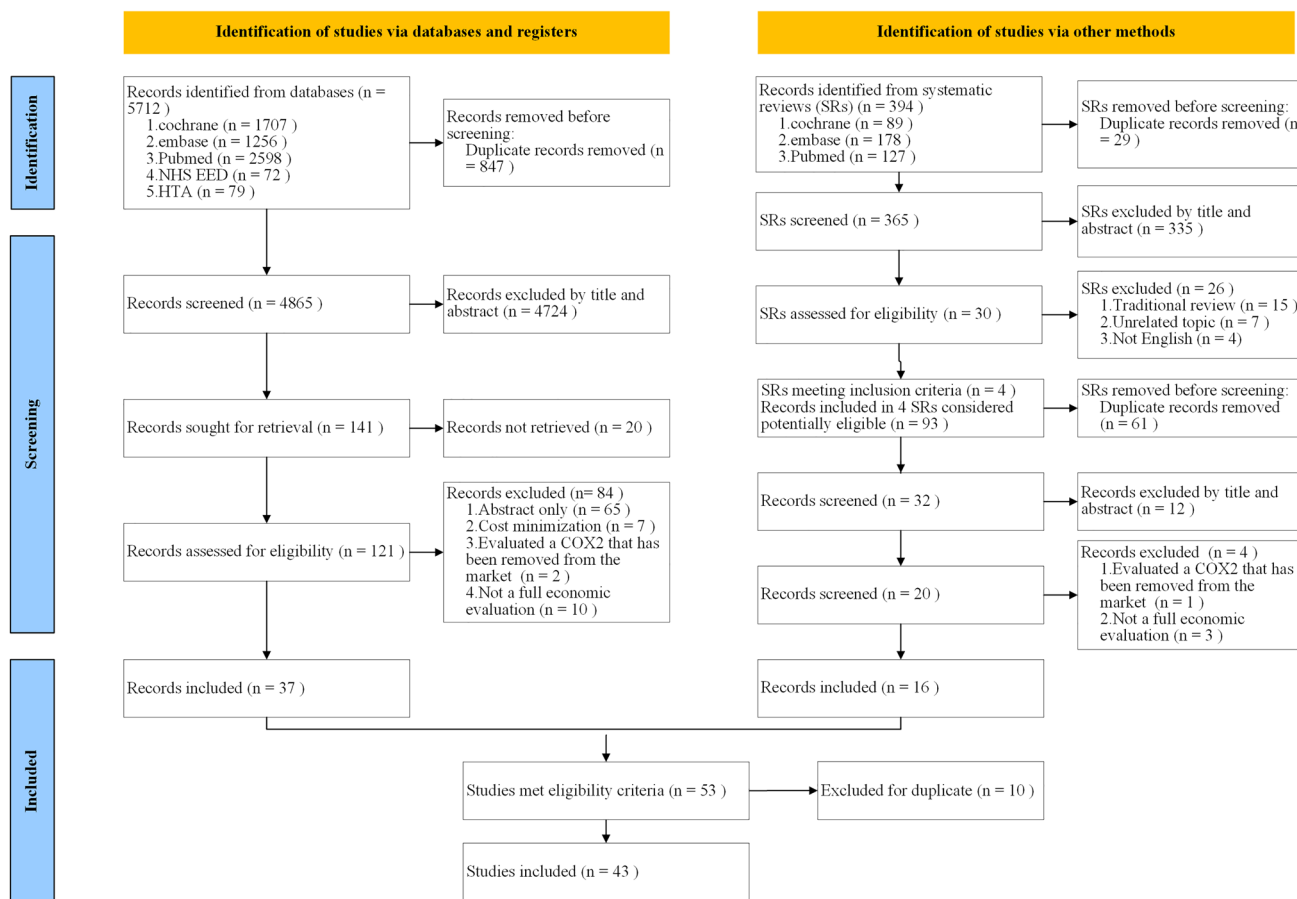 Identification of studies via databases and registers
Identification of studies via other methods
Identification
Records identified from databases (n =
5712)
1.cochrane (n = 1707)
2.embase (n = 1256)
3.Pubmed (n = 2598)
4.NHS EED (n = 72)
5.HTA (n = 79)
Records removed before
screening:
Duplicate records removed (n
= 847 )
Records identified from systematic
reviews (SRs) (n = 394)
1.cochrane (n = 89)
2.embase (n = 178)
3.Pubmed (n = 127)
SRs removed before screening:
Duplicate records removed (n
= 29 )
SRs screened (n = 365)
SRs excluded by title and
abstract (n = 335)
Screening
Records screened (n = 4865)
Records excluded by title and
abstract (n = 4724)
SRs assessed for eligibility (n = 30)
SRs excluded (n = 26)
1.Traditional review (n = 15 )
2.Unrelated topic (n = 7 )
3.Not English (n = 4)
SRs meeting inclusion criteria (n = 4 )
Records included in 4 SRs considered
potentially eligible (n = 93)
SRs removed before screening:
Duplicate records removed
(n = 61 )
Records sought for retrieval (n = 141)
Records not retrieved (n = 20 )
Records screened (n = 32)
Records excluded by title and
abstract (n = 12 )
Records assessed for eligibility (n = 121)
Records excluded (n= 84 )
1.Abstract only (n = 65 )
2.Cost minimization (n = 7 )
3.Evaluated a COX2 that has
been removed from the
market (n = 2 )
4.Not a full economic
evaluation (n = 10 )
Records screened (n = 20 )
Records excluded (n = 4 )
1.Evaluated a COX2 that has
been removed from the
market (n = 1 )
2.Not a full economic
evaluation (n = 3 )
Included
Records included (n = 37 )
Records included (n = 16 )
Studies met eligibility criteria (n = 53 )
Excluded for duplicate (n = 10 )
Studies included (n = 43 )